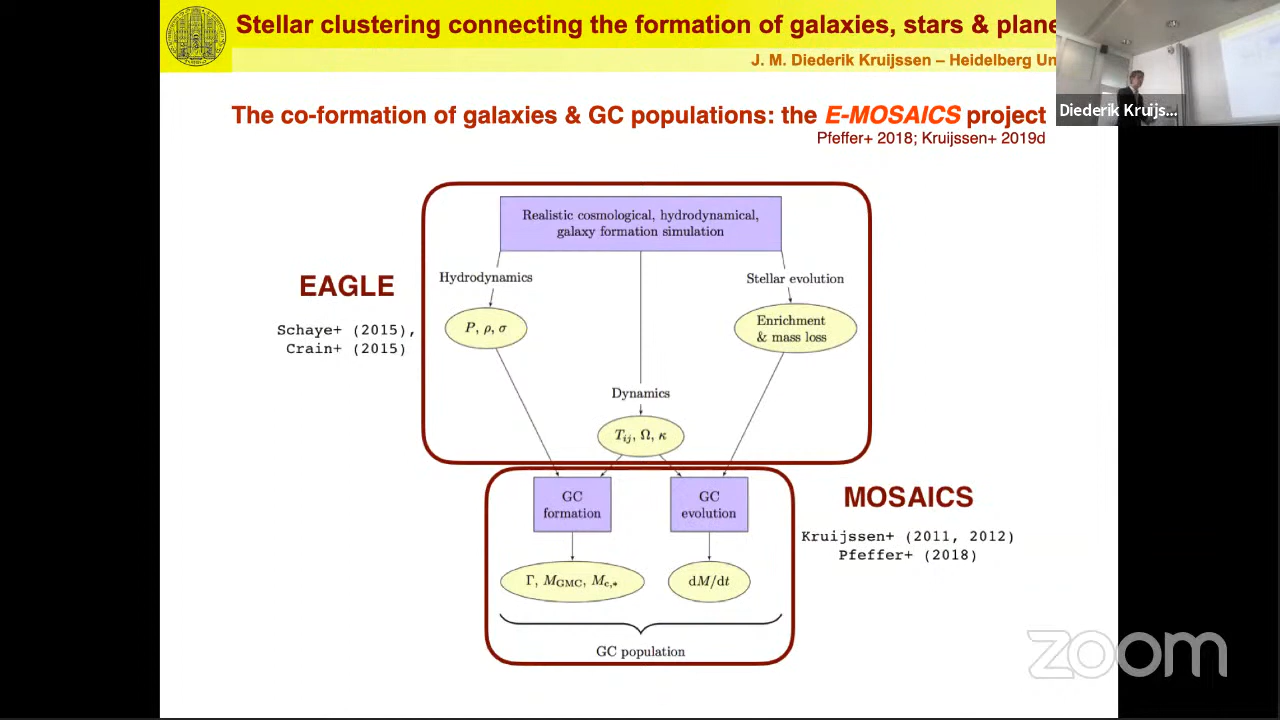 Stellar clustering connecting the formation of galaxies, stars & plane
J. M. Diederik Kruijssen – Heidelberg Un
Diederik Kruijs...
The co-formation of galaxies & GC populations: the E-MOSAICS project
Pfeffer+ 2018; Kruijssen+ 2019d
Realistic cosmological, hydrodynamical,
galaxy formation simulation
Hydrodynamics
Stellar evolution
EAGLE
Schaye+ (2015),
Crain+ (2015)
P, ρ, σ
Enrichment
& mass loss
Dynamics
T_ij, Ω, κ
GC
formation
GC
evolution
MOSAICS
Kruijssen+ (2011, 2012)
Pfeffer+ (2018)
Γ, M_GMC, M_c,*
dM/dt
GC population
zoom